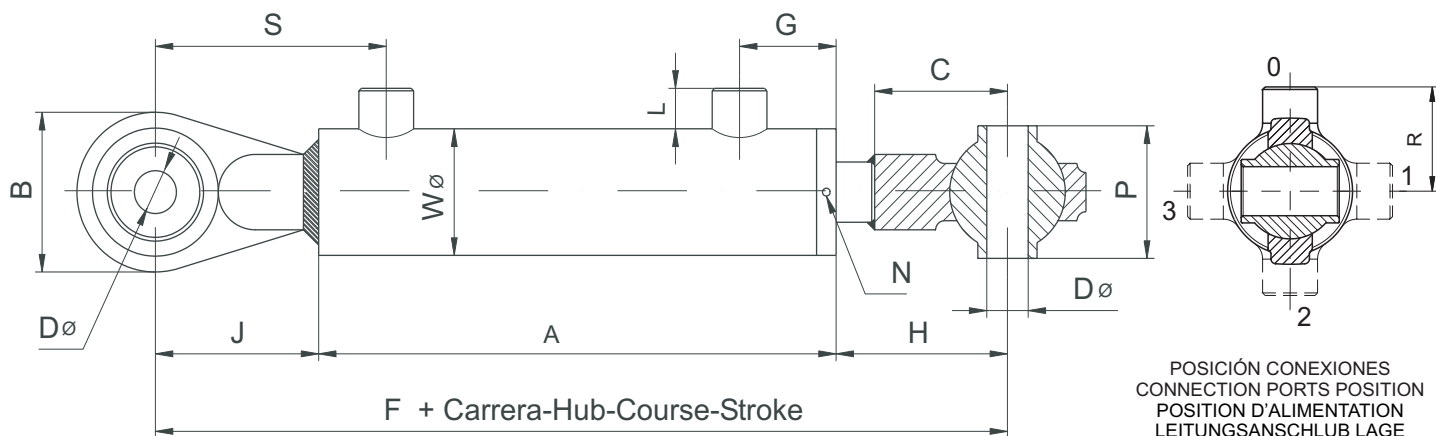 S
G
C
L
B
W Ø
P
0
R
1
3
2
N
D Ø
D Ø
J
A
H
F + Carrera-Hub-Course-Stroke
POSICIÓN CONEXIONES
CONNECTION PORTS POSITION
POSITION D'ALIMENTATION
LEITUNGSANSCHLUB LAGE